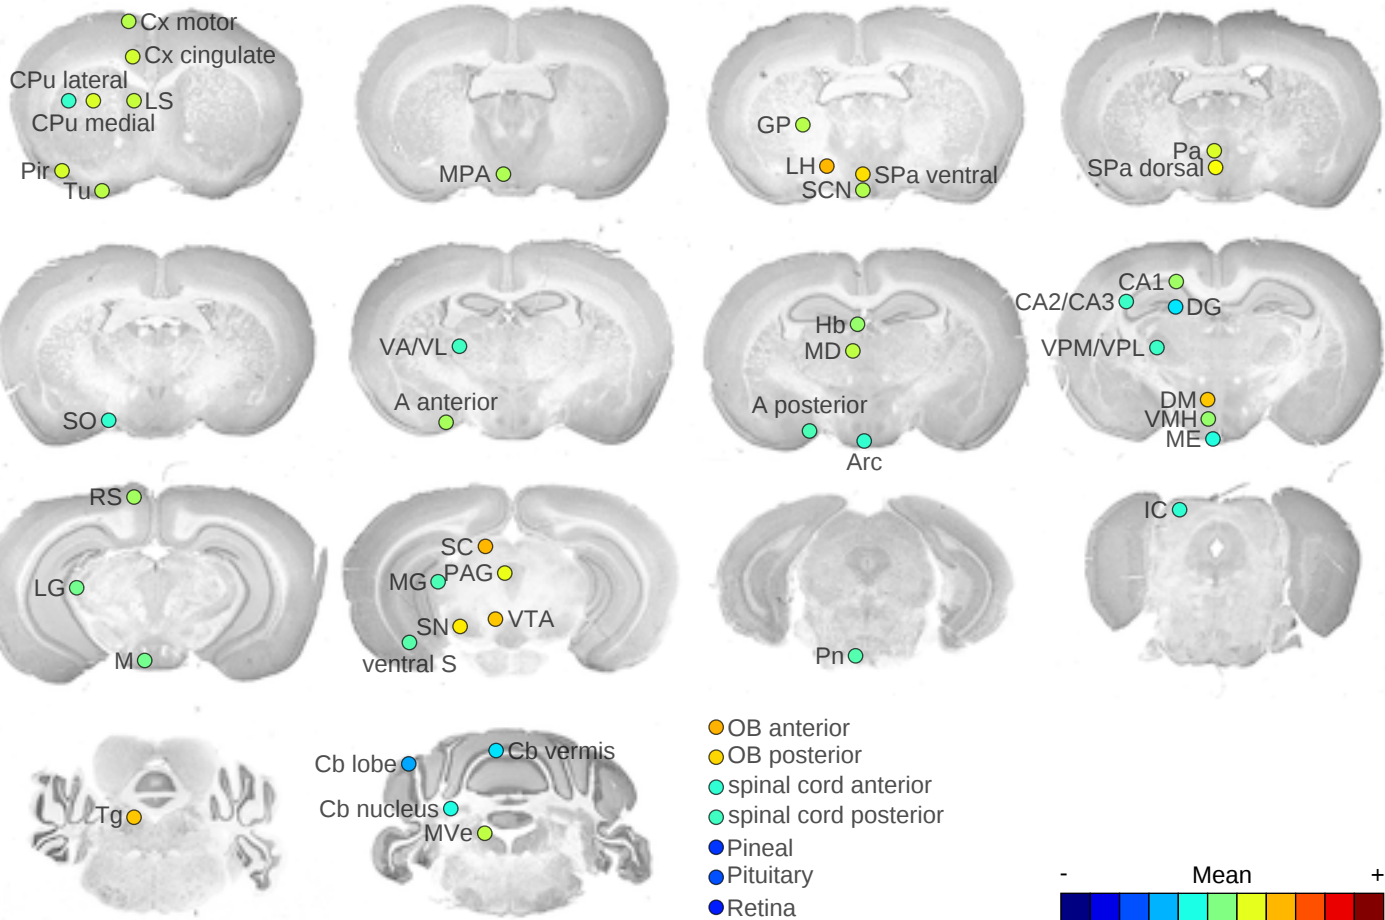 Cx motor
Cx cingulate
CPu lateral
LS
CPu medial
Pir
Tu
MPA
GP
LH
SPa ventral
SCN
Pa
SPa dorsal
SO
VA/VL
A anterior
Hb
MD
A posterior
Arc
CA1
CA2/CA3
DG
VPM/VPL
DM
VMH
ME
RS
LG
M
SC
PAG
MG
VTA
SN
ventral S
Pn
IC
Tg
Cb lobe
Cb vermis
Cb nucleus
MVe
OB anterior
OB posterior
spinal cord anterior
spinal cord posterior
Pineal
Pituitary
Retina
- Mean +